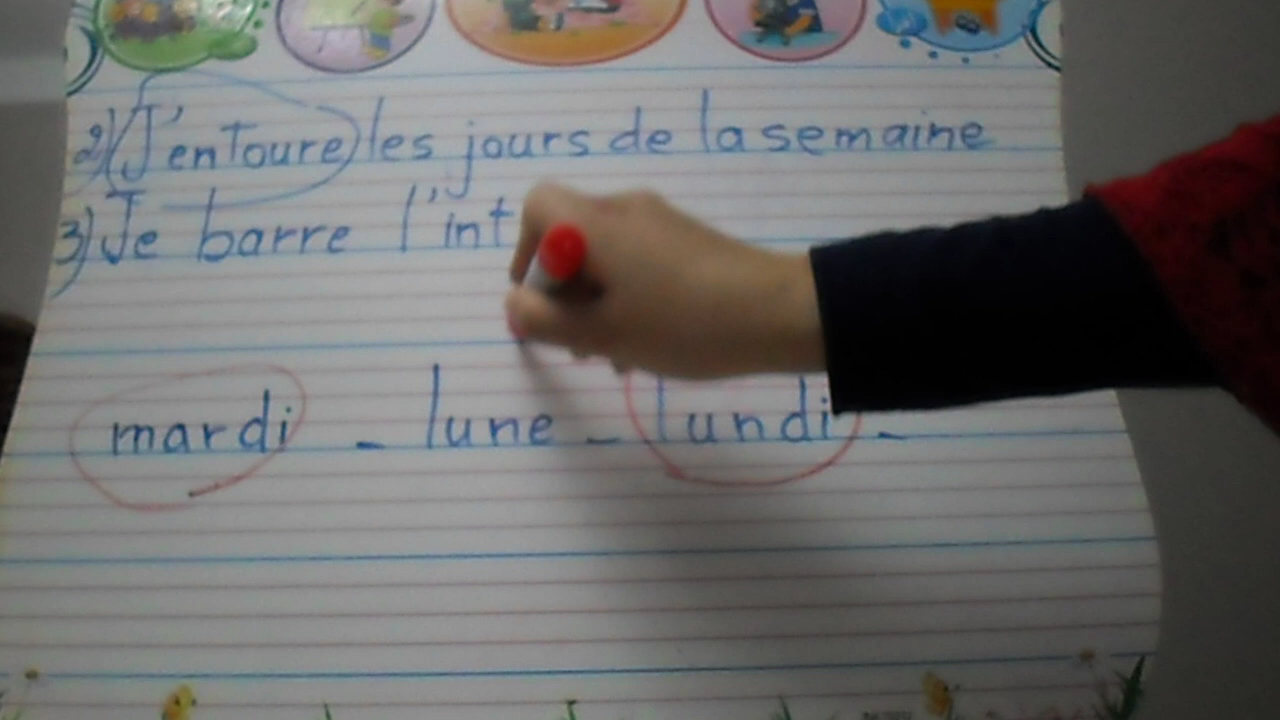 2) J'entoure les jours de la semaine
3) Je barre l'int
mardi - lune - lundi -